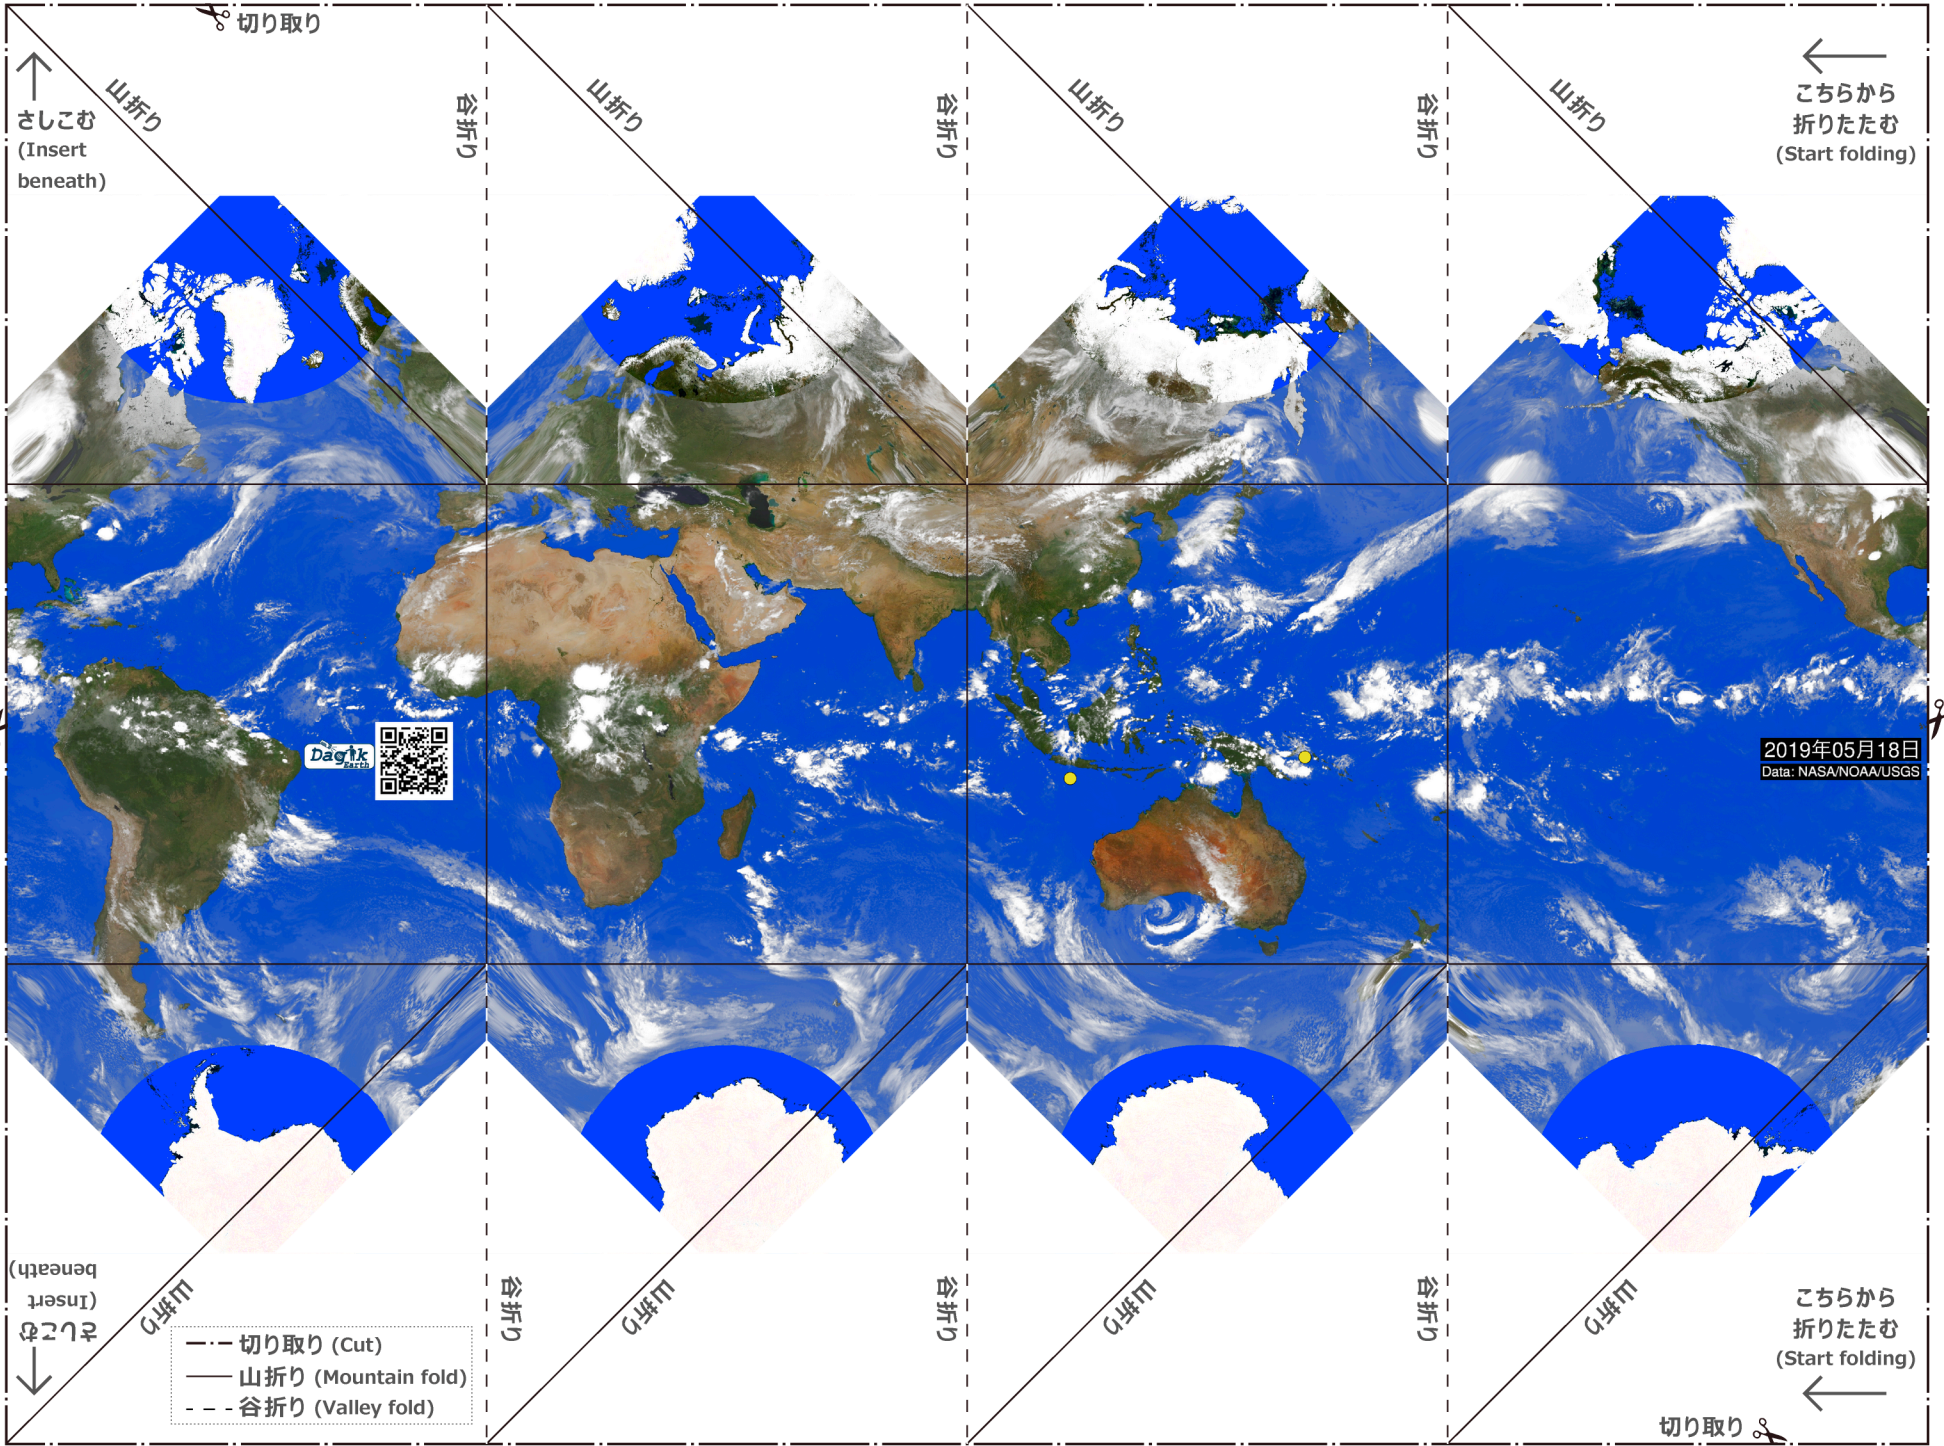 切り取り
山折り
谷折り
山折り
谷折り
山折り
谷折り
山折り
さしこむ
(Insert
beneath)
こちらから
折りたたむ
(Start folding)
Dagik
Earth
2019年05月18日
Data: NASA/NOAA/USGS
さしこむ
(Insert
beneath)
山折り
谷折り
山折り
谷折り
山折り
谷折り
山折り
切り取り (Cut)
山折り (Mountain fold)
谷折り (Valley fold)
こちらから
折りたたむ
(Start folding)
切り取り